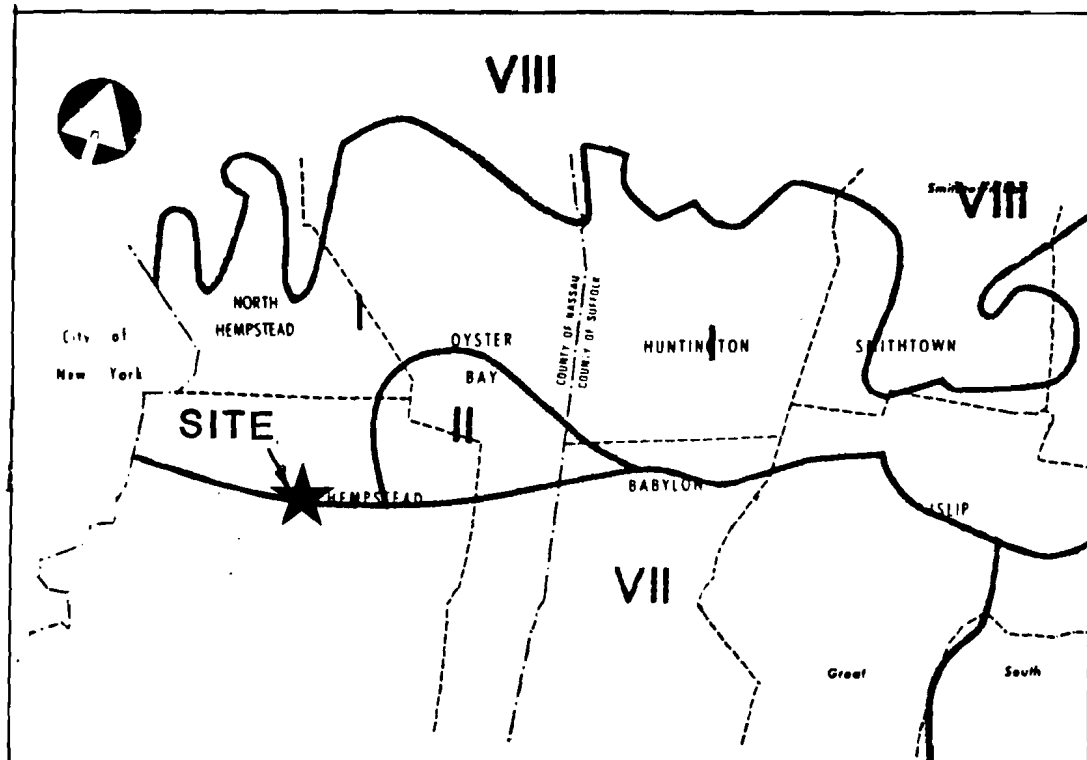 VIII
VIII
NORTH
HEMPSTEAD
I
City of
New York
OYSTER
BAY
COUNTY OF NASSAU
COUNTY OF SUFFOLK
HUNTINGTON
I
SMITHTOWN
SITE
II
HEMPSTEAD
BABYLON
ISLIP
VII
Great
South